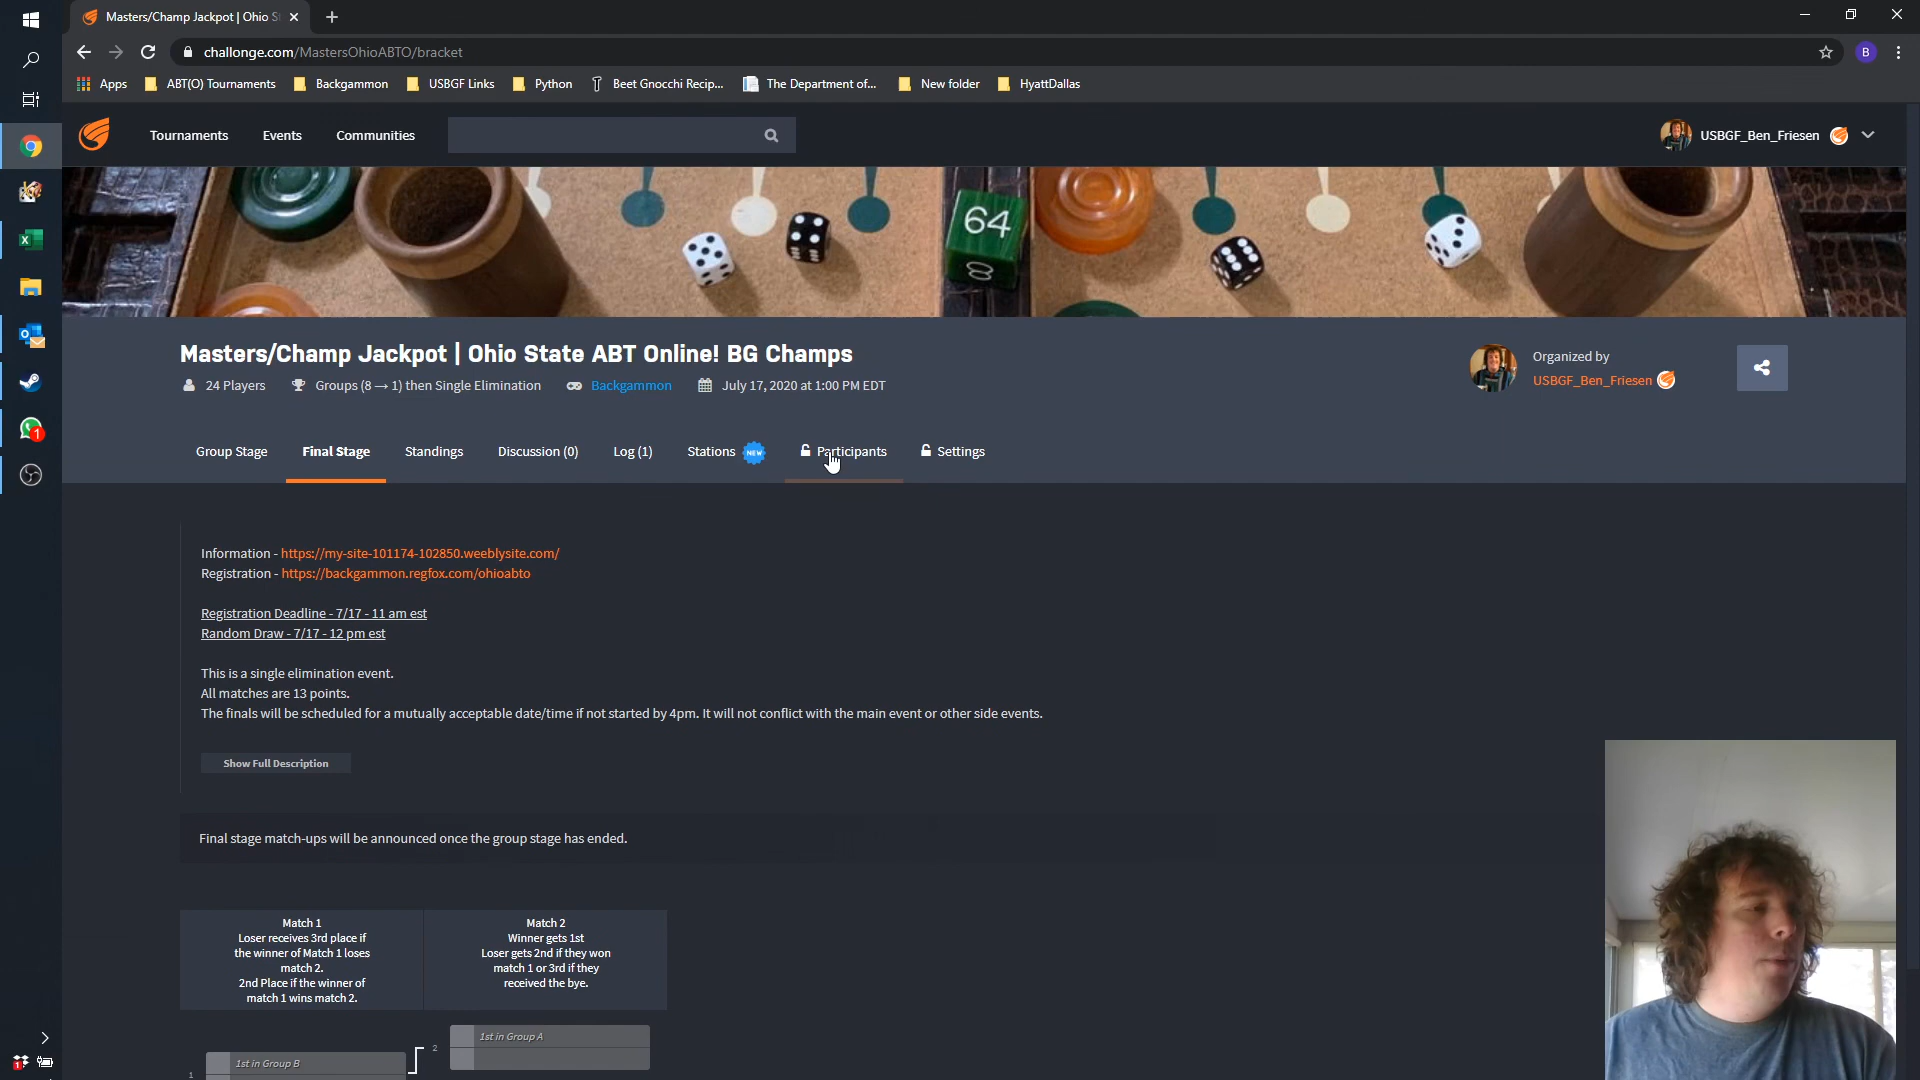 Masters/Champ Jackpot | Ohio S
challonge.com/MastersOhioABTO/bracket
B
Apps
ABT(O) Tournaments
Backgammon
USBGF Links
Python
Beet Gnocchi Recip...
The Department of...
New folder
HyattDallas
Tournaments
Events
Communities
USBGF_Ben_Friesen
64
8
Masters/Champ Jackpot | Ohio State ABT Online! BG Champs
24 Players
Groups (8 → 1) then Single Elimination
Backgammon
July 17, 2020 at 1:00 PM EDT
Organized by
USBGF_Ben_Friesen
Group Stage
Final Stage
Standings
Discussion (0)
Log (1)
Stations
NEW
Participants
Settings
Information - https://my-site-101174-102850.weeblysite.com/
Registration - https://backgammon.regfox.com/ohioabto
Registration Deadline - 7/17 - 11 am est
Random Draw - 7/17 - 12 pm est
This is a single elimination event.
All matches are 13 points.
The finals will be scheduled for a mutually acceptable date/time if not started by 4pm. It will not conflict with the main event or other side events.
Show Full Description
Final stage match-ups will be announced once the group stage has ended.
Match 1
Loser receives 3rd place if
the winner of Match 1 loses
match 2.
2nd Place if the winner of
match 1 wins match 2.
Match 2
Winner gets 1st
Loser gets 2nd if they won
match 1 or 3rd if they
received the bye.
1st in Group A
2
1st in Group B
1
1
1